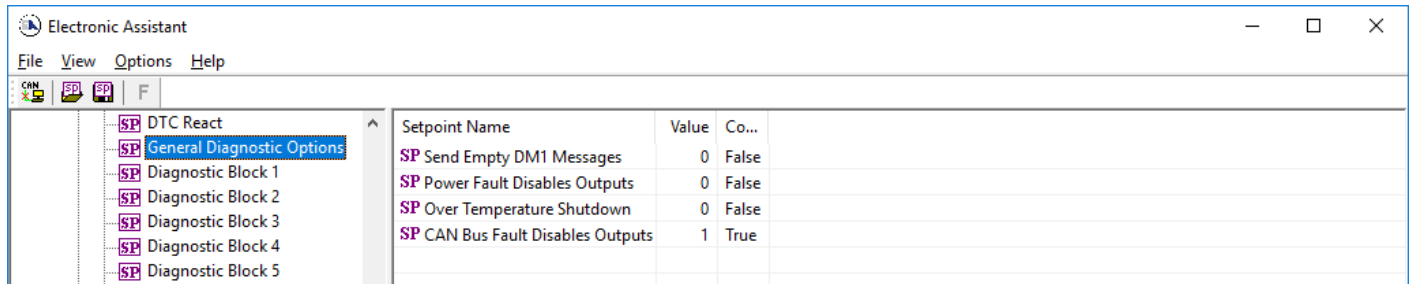 Electronic Assistant
File View Options Help
CAN SP SP F
SP DTC React
SP General Diagnostic Options
SP Diagnostic Block 1
SP Diagnostic Block 2
SP Diagnostic Block 3
SP Diagnostic Block 4
SP Diagnostic Block 5
Setpoint Name Value Co...
SP Send Empty DM1 Messages 0 False
SP Power Fault Disables Outputs 0 False
SP Over Temperature Shutdown 0 False
SP CAN Bus Fault Disables Outputs 1 True